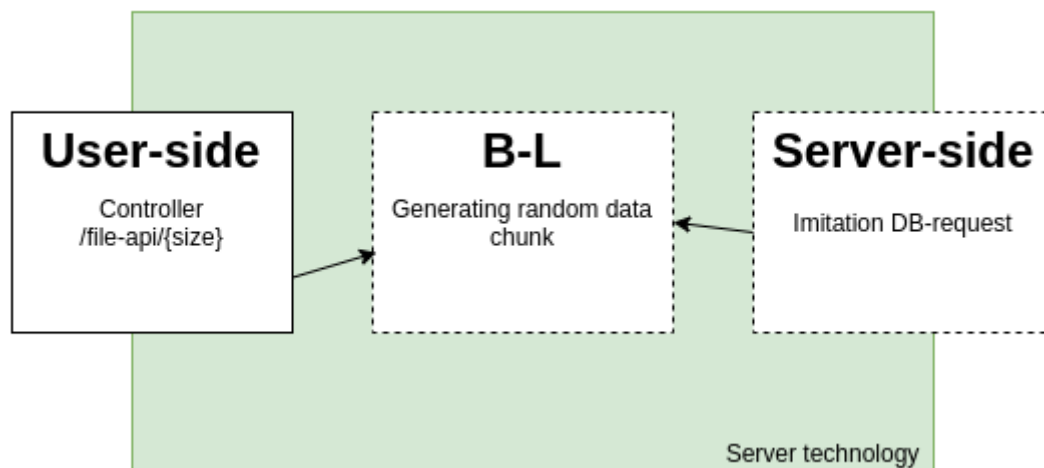 User-side
Controller
/file-api/{size}
B-L
Generating random data
chunk
Server-side
Imitation DB-request
Server technology